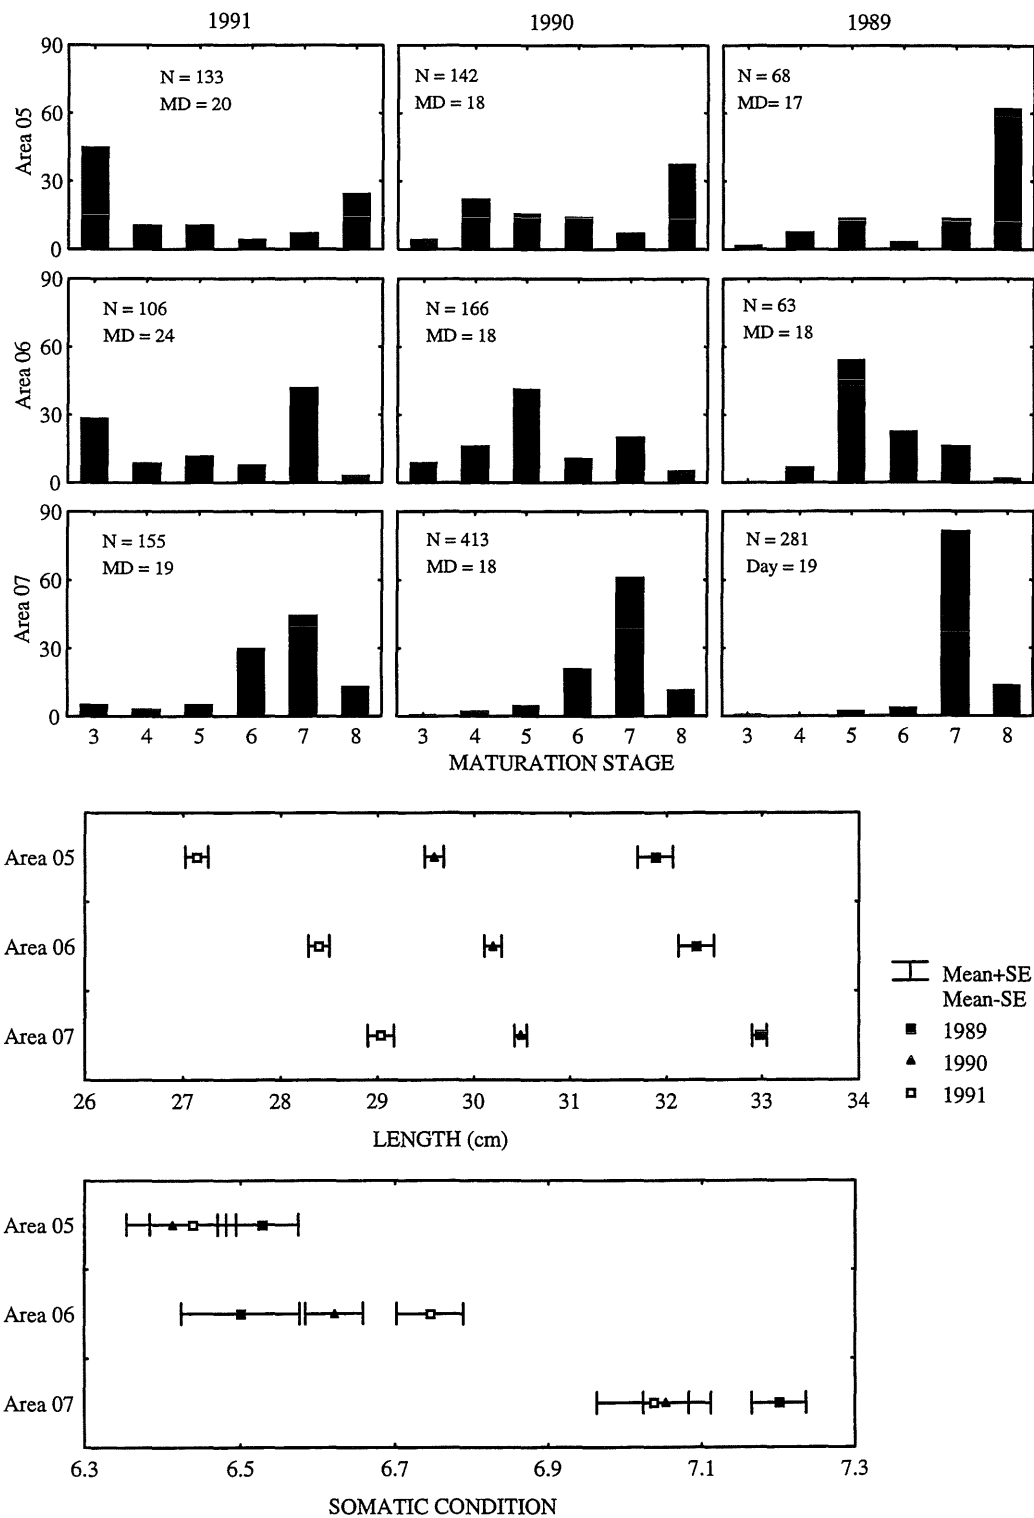 1991 1990 1989
Area 05
90
60
30
0
N = 133
MD = 20
N = 142
MD = 18
N = 68
MD= 17
Area 06
90
60
30
0
N = 106
MD = 24
N = 166
MD = 18
N = 63
MD = 18
Area 07
90
60
30
0
N = 155
MD = 19
N = 413
MD = 18
N = 281
Day = 19
3 4 5 6 7 8 3 4 5 6 7 8 3 4 5 6 7 8
MATURATION STAGE
Area 05
Area 06
Area 07
26 27 28 29 30 31 32 33 34
LENGTH (cm)
Mean+SE
Mean-SE
1989
1990
1991
Area 05
Area 06
Area 07
6.3 6.5 6.7 6.9 7.1 7.3
SOMATIC CONDITION